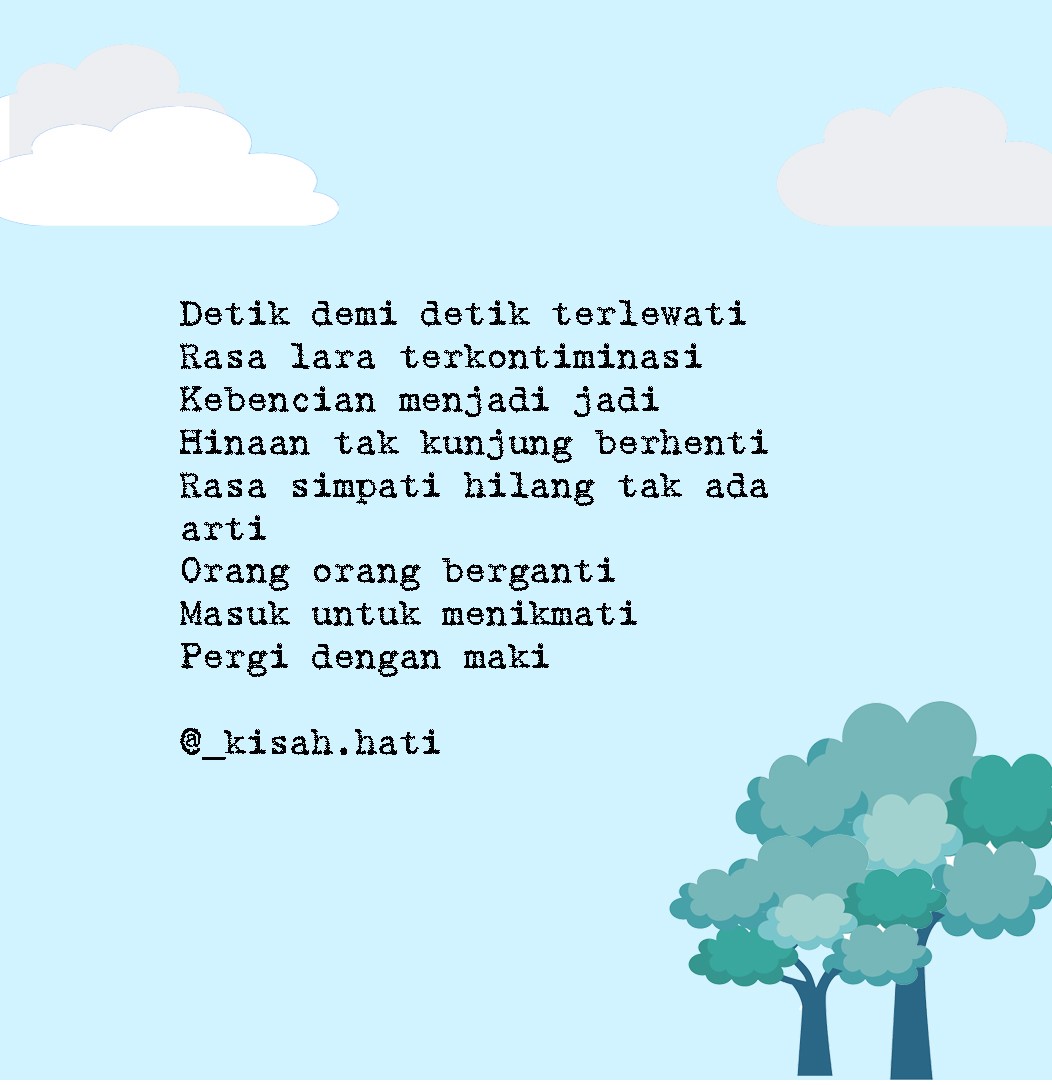 Detik demi detik terlewati
Rasa lara terkontiminasi
Kebencian menjadi jadi
Hinaan tak kunjung berhenti
Rasa simpati hilang tak ada
arti
Orang orang berganti
Masuk untuk menikmati
Pergi dengan maki
@_kisah.hati